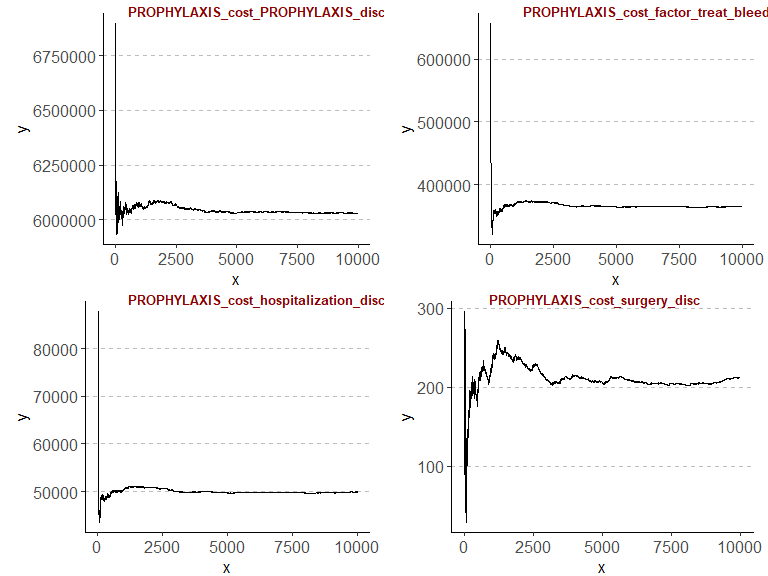 PROPHYLAXIS_cost_PROPHYLAXIS_disc
6750000
6500000
6250000
6000000
y
0 2500 5000 7500 10000
x
PROPHYLAXIS_cost_factor_treat_bleed
600000
500000
400000
y
0 2500 5000 7500 10000
x
PROPHYLAXIS_cost_hospitalization_disc
80000
70000
60000
50000
y
0 2500 5000 7500 10000
x
PROPHYLAXIS_cost_surgery_disc
300
200
100
y
0 2500 5000 7500 10000
x